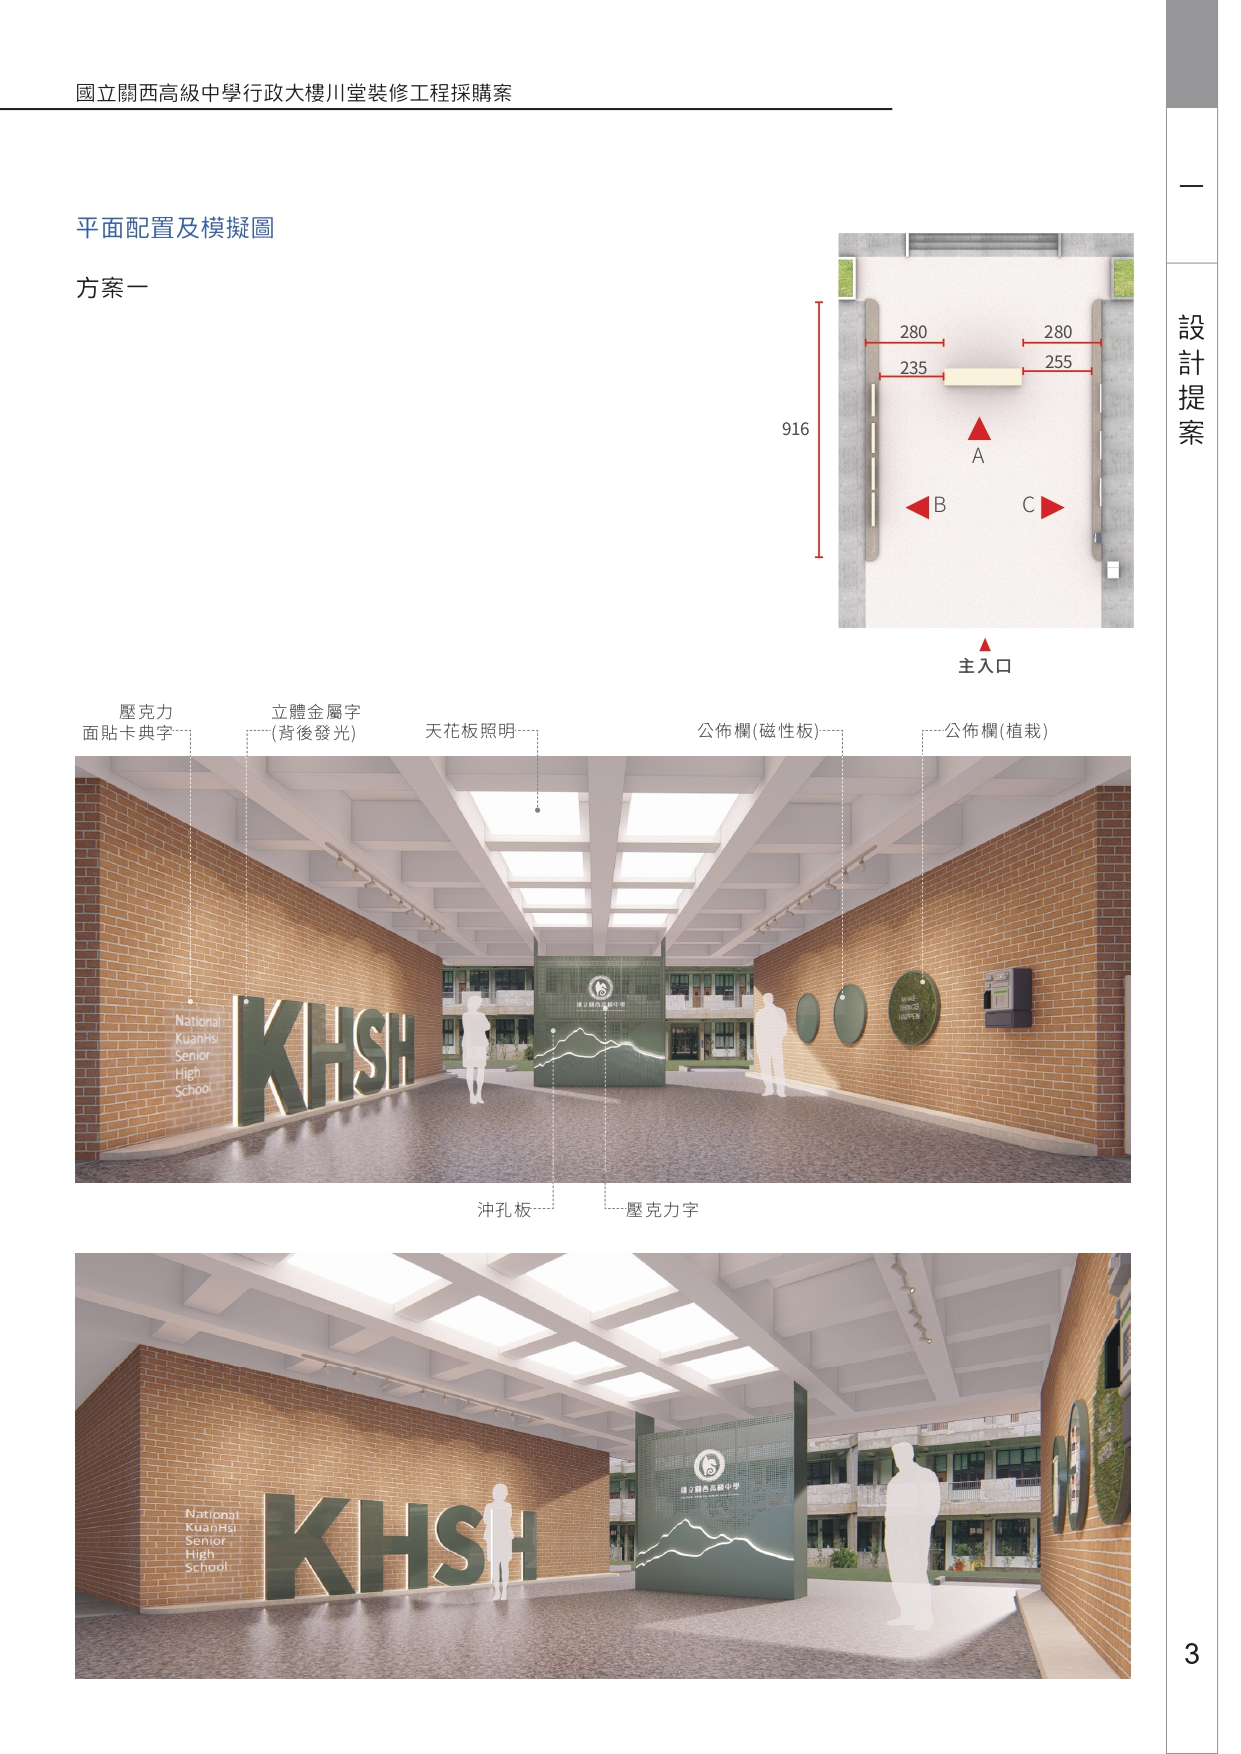 國立關西高級中學行政大樓川堂裝修工程採購案
一
設計提案
平面配置及模擬圖
方案一
280
280
235
255
916
A
B
C
主入口
壓克力
面貼卡典字
立體金屬字
(背後發光)
天花板照明
公佈欄(磁性板)
公佈欄(植栽)
National
KuanHsi
Senior
High
School
KHSH
國立關西高級中學
MAKE
THINGS
HAPPEN
沖孔板
壓克力字
National
KuanHsi
Senior
High
School
KHSH
國立關西高級中學
3